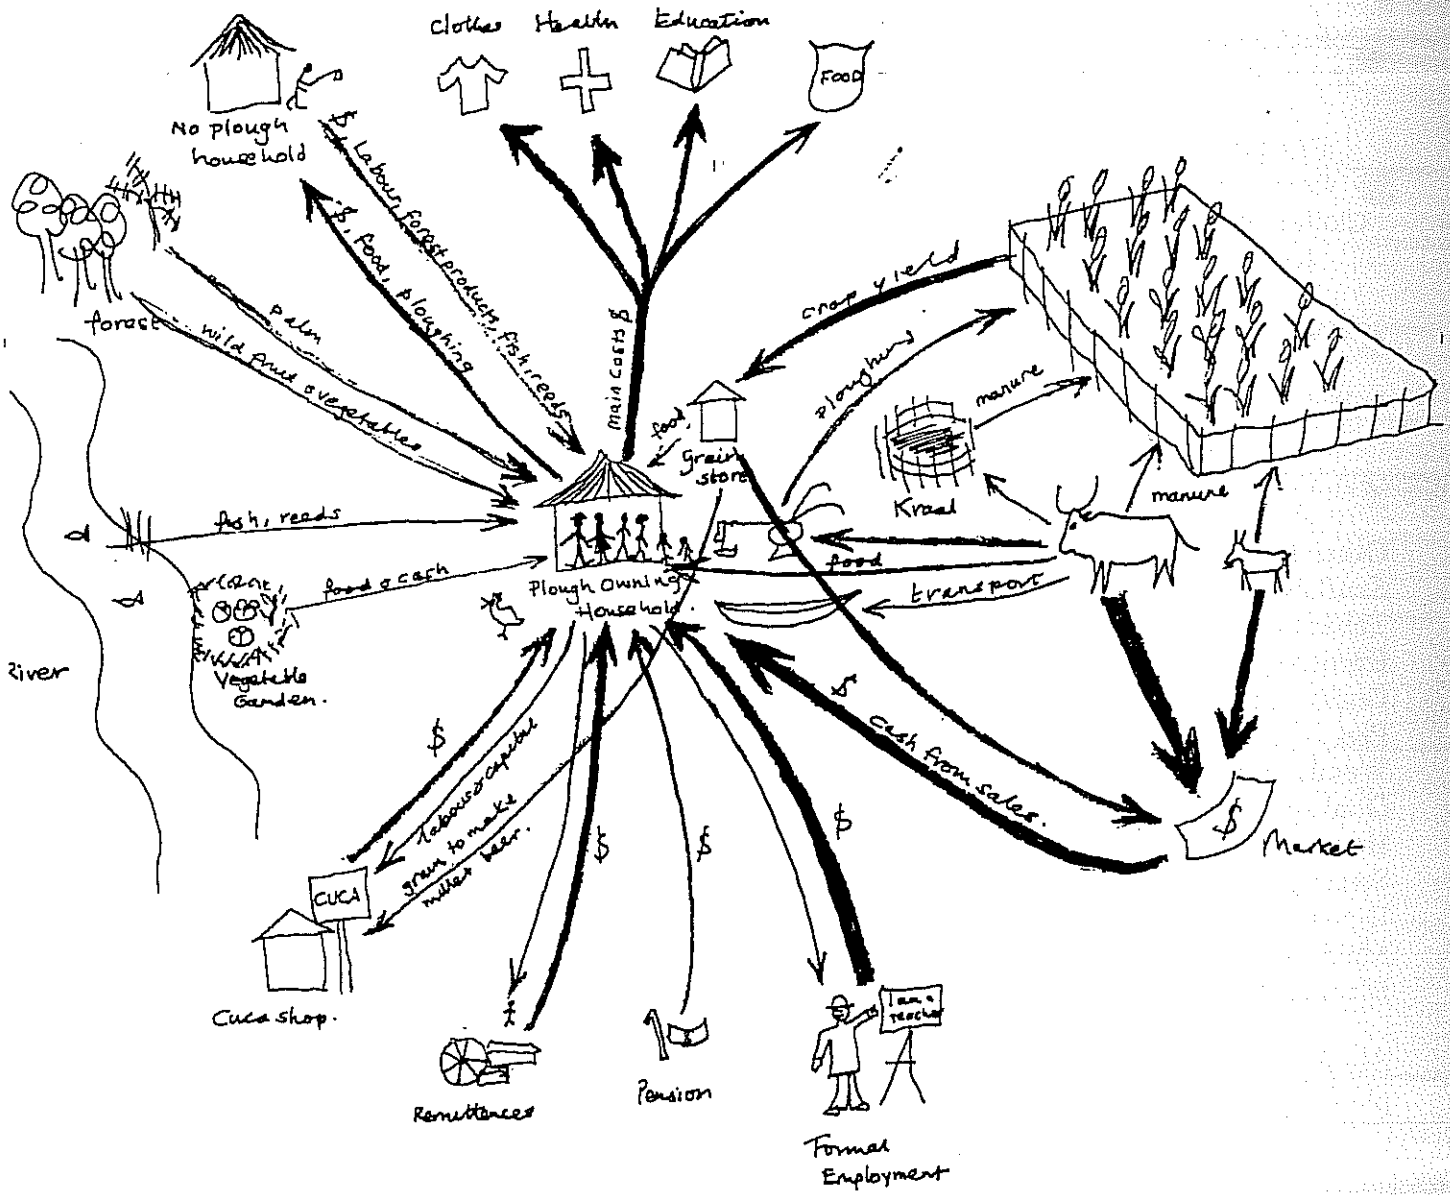 Clothes
Health
Education
FOOD
No plough
household
$, Labour, forest products, fish, reeds
$, food, ploughing
forest
palm
wild fruit & vegetables
main costs $
crop yield
ploughing
manure
food
Grain
store
Kraal
manure
fish, reeds
food & cash
Plough Owning
Household.
food
transport
River
Vegetable
Garden.
$
labour & capital
grain to make
millet beer.
$
$
$
$
cash from sales.
$
Market
CUCA
Cuca shop.
I am a
teacher
Remittances
Pension
Formal
Employment